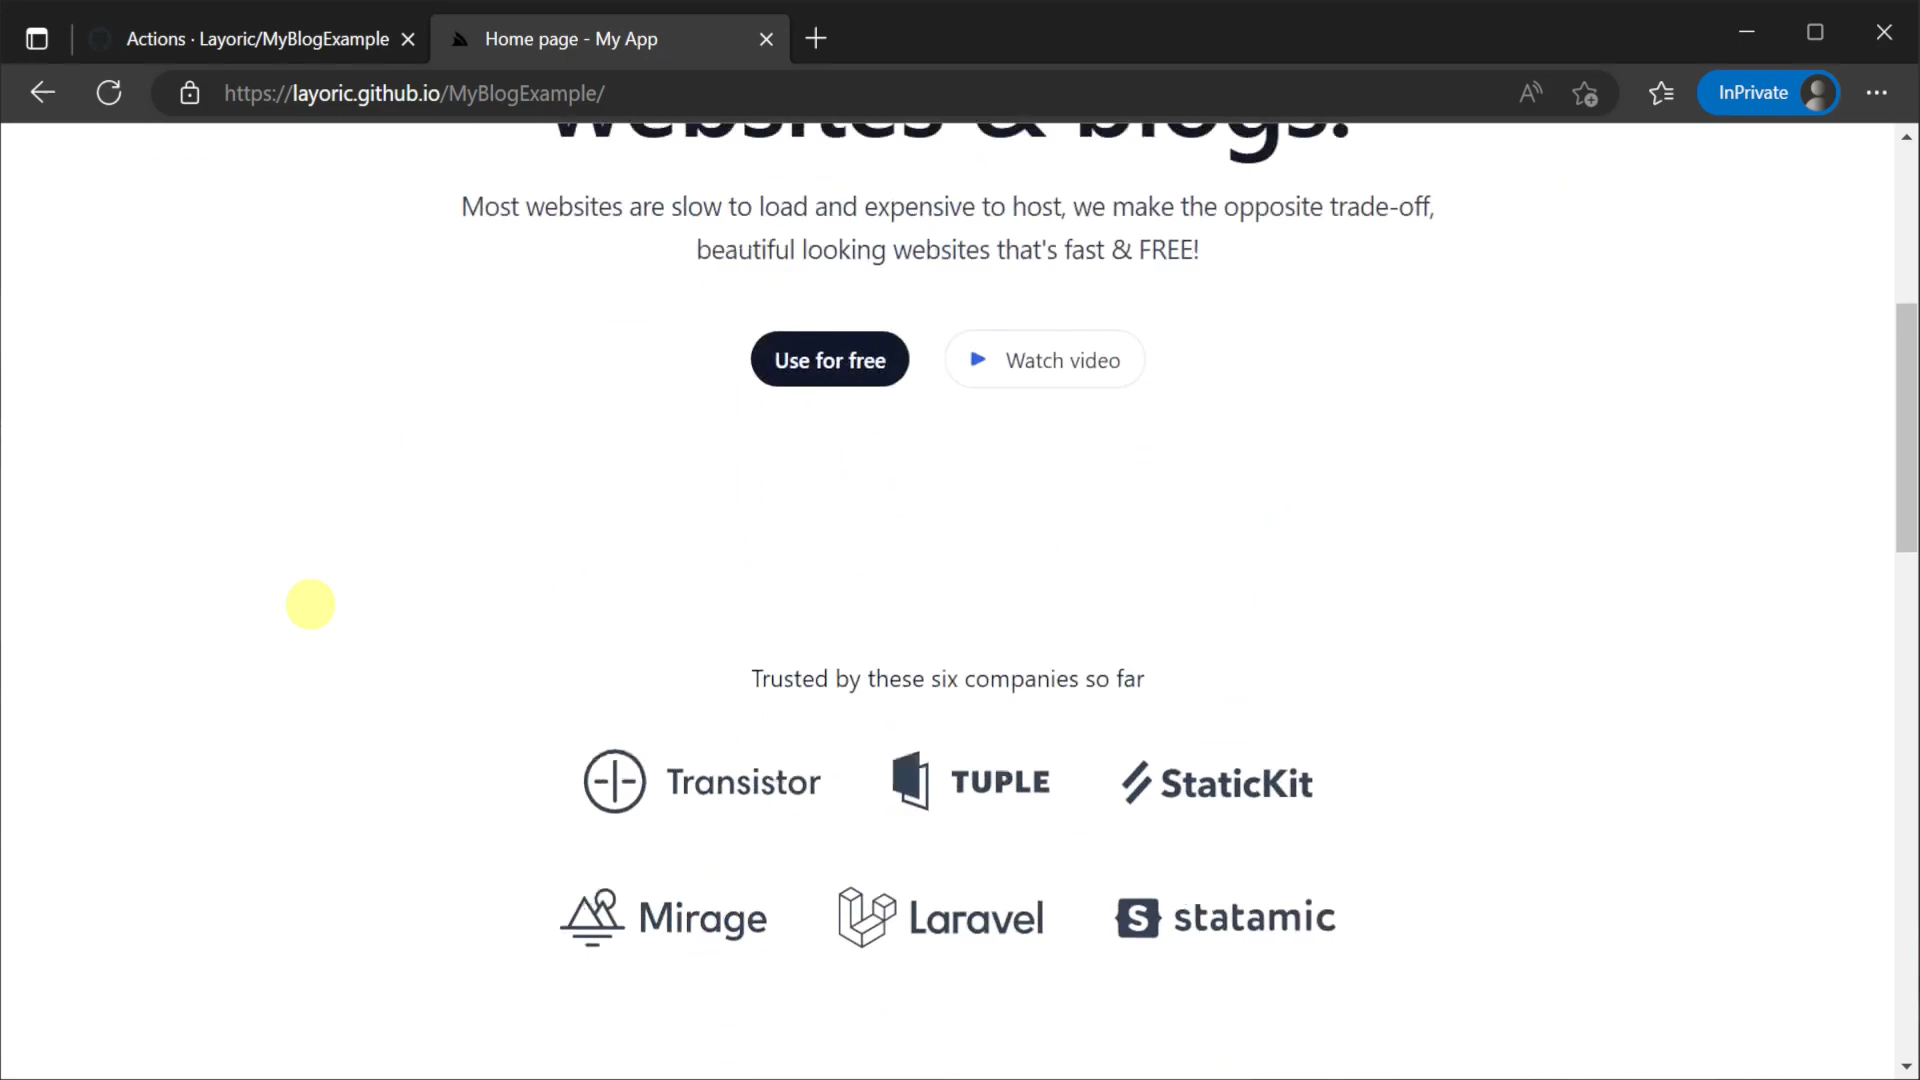 Actions · Layoric/MyBlogExample
Home page - My App
https://layoric.github.io/MyBlogExample/
InPrivate
websites & blogs.
Most websites are slow to load and expensive to host, we make the opposite trade-off,
beautiful looking websites that's fast & FREE!
Use for free
Watch video
Trusted by these six companies so far
Transistor
TUPLE
StaticKit
Mirage
Laravel
S statamic